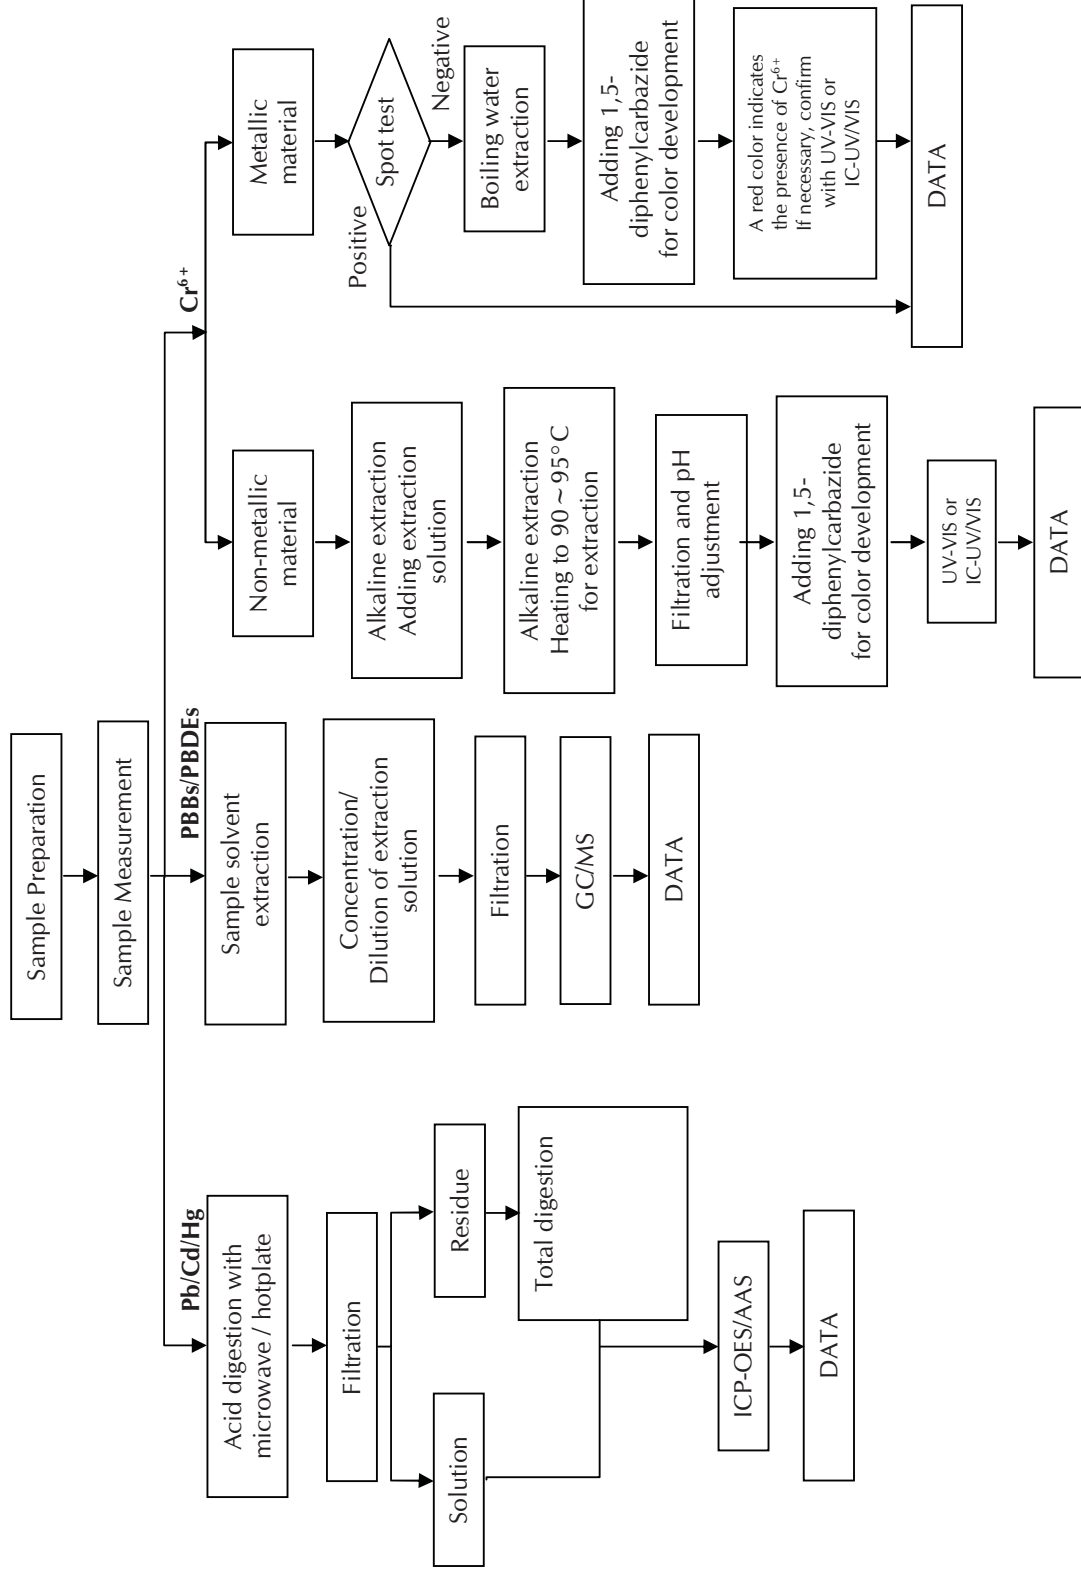 Sample Preparation
Sample Measurement
Pb/Cd/Hg
Acid digestion with
microwave / hotplate
Filtration
Solution
Residue
Total digestion
ICP-OES/AAS
DATA
PBBs/PBDEs
Sample solvent
extraction
Concentration/
Dilution of extraction
solution
Filtration
GC/MS
DATA
Cr⁶⁺
Non-metallic
material
Alkaline extraction
Adding extraction
solution
Alkaline extraction
Heating to 90 ~ 95°C
for extraction
Filtration and pH
adjustment
Adding 1,5-
diphenylcarbazide
for color development
UV-VIS or
IC-UV/VIS
DATA
Metallic
material
Spot test
Positive
Negative
Boiling water
extraction
Adding 1,5-
diphenylcarbazide
for color development
A red color indicates
the presence of Cr⁶⁺
If necessary, confirm
with UV-VIS or
IC-UV/VIS
DATA